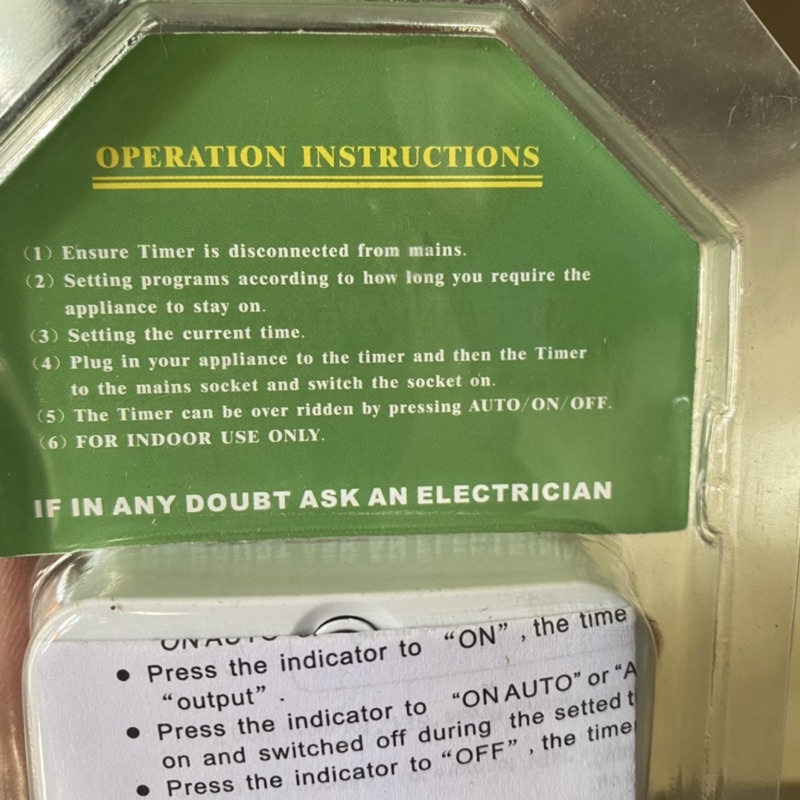 OPERATION INSTRUCTIONS
(1) Ensure Timer is disconnected from mains.
(2) Setting programs according to how long you require the
appliance to stay on.
(3) Setting the current time.
(4) Plug in your appliance to the timer and then the Timer
to the mains socket and switch the socket on.
(5) The Timer can be over ridden by pressing AUTO/ON/OFF.
(6) FOR INDOOR USE ONLY.
IF IN ANY DOUBT ASK AN ELECTRICIAN
● Press the indicator to “ON” , the time
“output” .
● Press the indicator to “ON AUTO” or “A
on and switched off during the setted t
● Press the indicator to “OFF” , the time